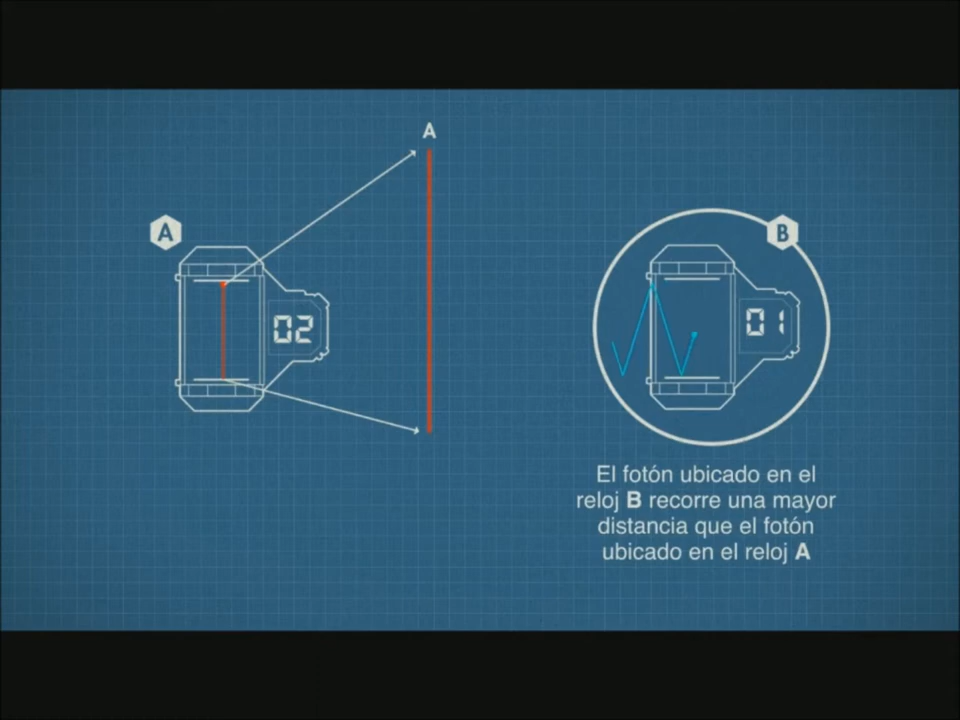 A
A
02
B
01
El fotón ubicado en el
reloj B recorre una mayor
distancia que el fotón
ubicado en el reloj A